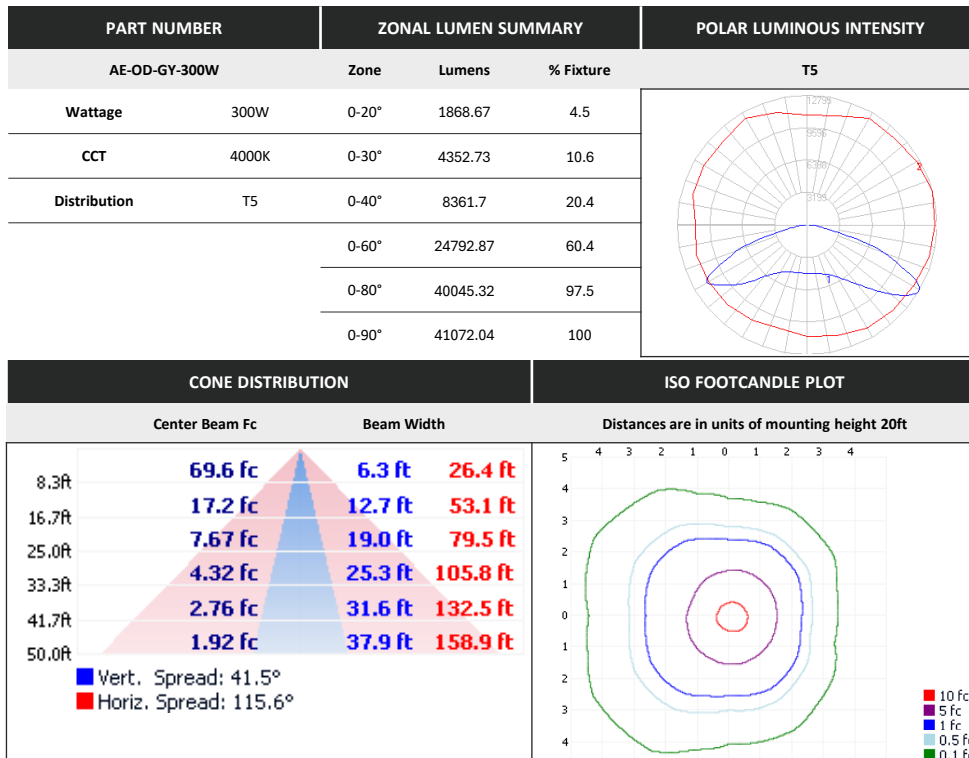 PART NUMBER ZONAL LUMEN SUMMARY POLAR LUMINOUS INTENSITY
AE-OD-GY-300W Zone Lumens % Fixture T5
Wattage 300W 0-20° 1868.67 4.5
CCT 4000K 0-30° 4352.73 10.6
Distribution T5 0-40° 8361.7 20.4
0-60° 24792.87 60.4
0-80° 40045.32 97.5
0-90° 41072.04 100
9596
3199
2
1
CONE DISTRIBUTION ISO FOOTCANDLE PLOT
Center Beam Fc Beam Width Distances are in units of mounting height 20ft
8.3ft 69.6 fc 6.3 ft 26.4 ft
16.7ft 17.2 fc 12.7 ft 53.1 ft
25.0ft 7.67 fc 19.0 ft 79.5 ft
33.3ft 4.32 fc 25.3 ft 105.8 ft
41.7ft 2.76 fc 31.6 ft 132.5 ft
50.0ft 1.92 fc 37.9 ft 158.9 ft
Vert. Spread: 41.5°
Horiz. Spread: 115.6°
4 3 2 1 0 1 2 3 4
5
4
3
2
1
0
1
2
3
4
10 fc
5 fc
1 fc
0.5 f
0.1 f